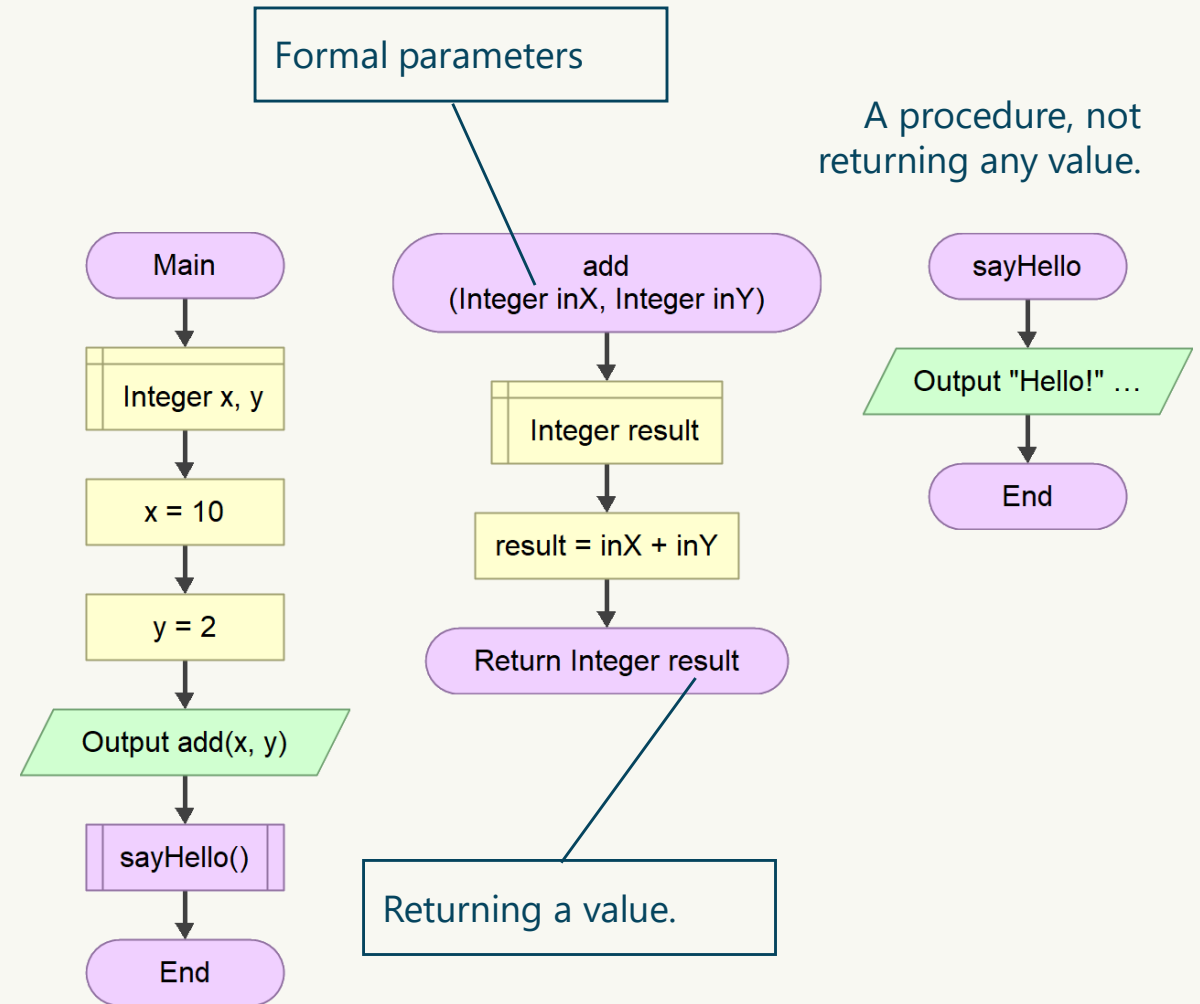 Formal parameters
A procedure, not
returning any value.
Main
Integer x, y
x = 10
y = 2
Output add(x, y)
sayHello()
End
add
(Integer inX, Integer inY)
Integer result
result = inX + inY
Return Integer result
Returning a value.
sayHello
Output "Hello!" …
End